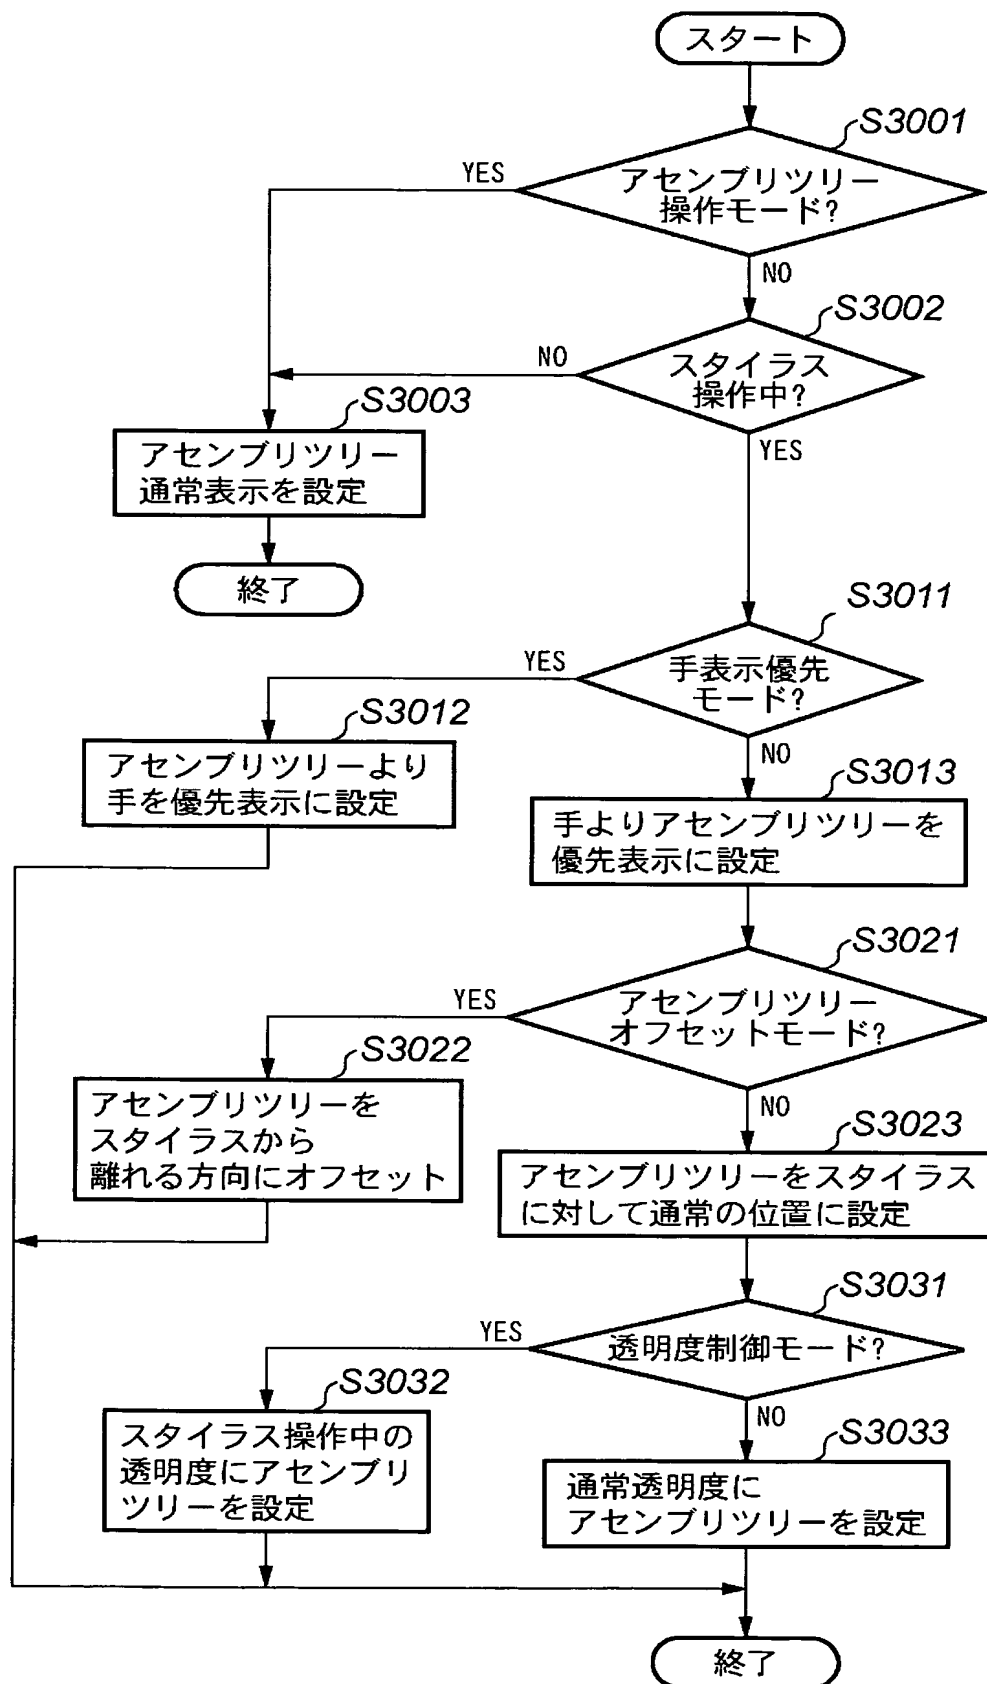 スタート
S3001
アセンブリツリー
操作モード?
YES
NO
S3002
スタイラス
操作中?
NO
YES
S3003
アセンブリツリー
通常表示を設定
終了
S3011
手表示優先
モード?
YES
NO
S3012
アセンブリツリーより
手を優先表示に設定
S3013
手よりアセンブリツリーを
優先表示に設定
S3021
アセンブリツリー
オフセットモード?
YES
NO
S3022
アセンブリツリーを
スタイラスから
離れる方向にオフセット
S3023
アセンブリツリーをスタイラス
に対して通常の位置に設定
S3031
透明度制御モード?
YES
NO
S3032
スタイラス操作中の
透明度にアセンブリ
ツリーを設定
S3033
通常透明度に
アセンブリツリーを設定
終了